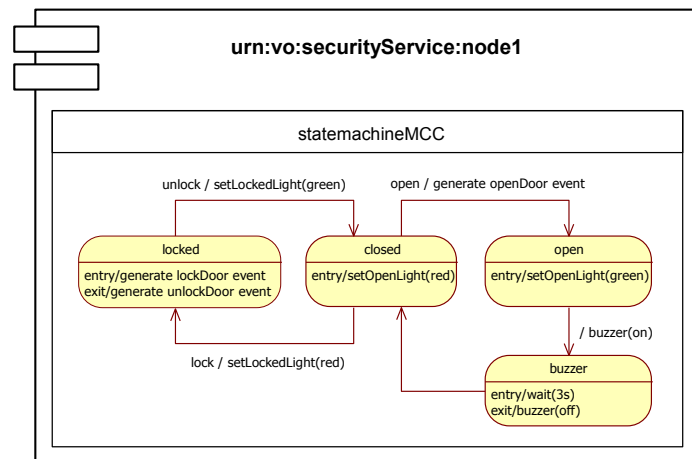 urn:vo:securityService:node1
statemachineMCC
unlock / setLockedLight(green)
open / generate openDoor event
locked
entry/generate lockDoor event
exit/generate unlockDoor event
closed
entry/setOpenLight(red)
open
entry/setOpenLight(green)
lock / setLockedLight(red)
/ buzzer(on)
buzzer
entry/wait(3s)
exit/buzzer(off)